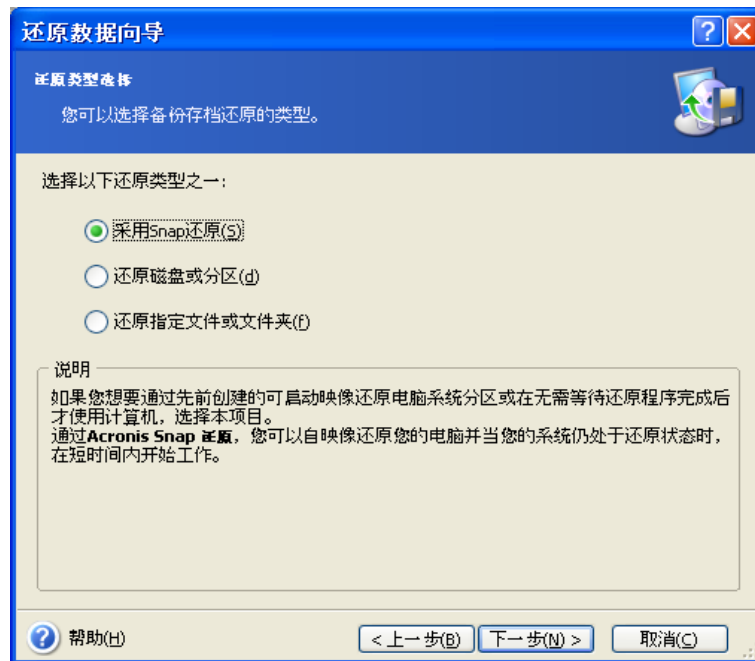 还原数据向导
还原类型选择
您可以选择备份存档还原的类型。
选择以下还原类型之一:
采用Snap还原(S)
还原磁盘或分区(d)
还原指定文件或文件夹(f)
说明
如果您想要通过先前创建的可启动映像还原电脑系统分区或在无需等待还原程序完成后
才使用计算机，选择本项目。
通过Acronis Snap 还原，您可以自映像还原您的电脑并当您的系统仍处于还原状态时，
在短时间内开始工作。
帮助(H)
< 上一步(B)
下一步(N) >
取消(C)